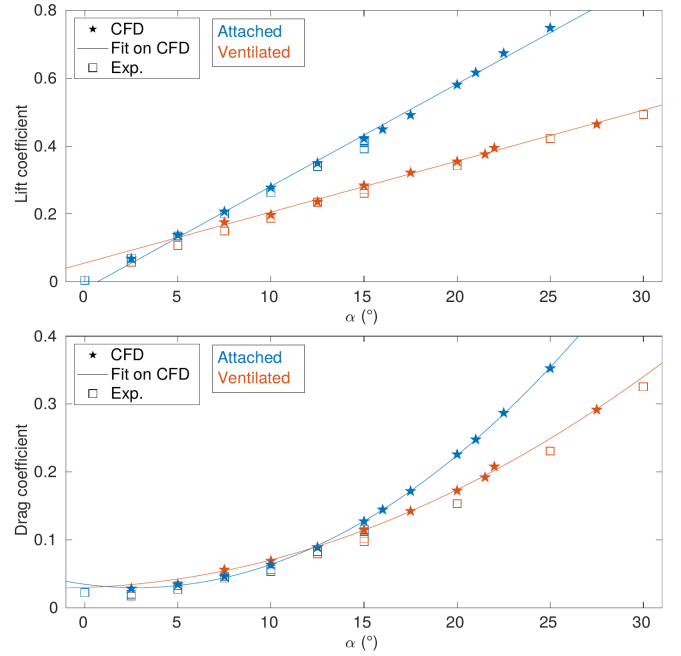 0.8
0.6
0.4
0.2
0
Lift coefficient
CFD
Fit on CFD
Exp.
Attached
Ventilated
0 5 10 15 20 25 30
α (°)
0.4
0.3
0.2
0.1
0
Drag coefficient
CFD
Fit on CFD
Exp.
Attached
Ventilated
0 5 10 15 20 25 30
α (°)